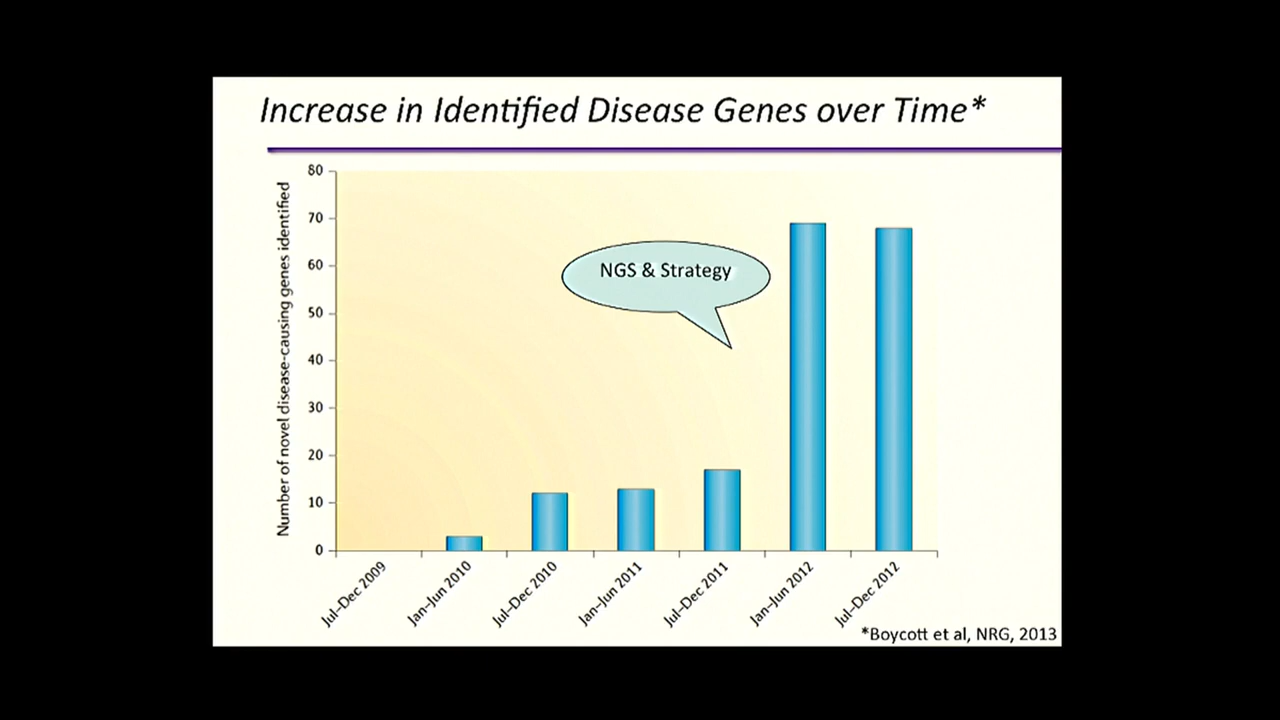 Increase in Identified Disease Genes over Time*
Number of novel disease-causing genes identified
80
70
60
50
40
30
20
10
0
NGS & Strategy
Jul–Dec 2009
Jan–Jun 2010
Jul–Dec 2010
Jan–Jun 2011
Jul–Dec 2011
Jan–Jun 2012
Jul–Dec 2012
*Boycott et al, NRG, 2013